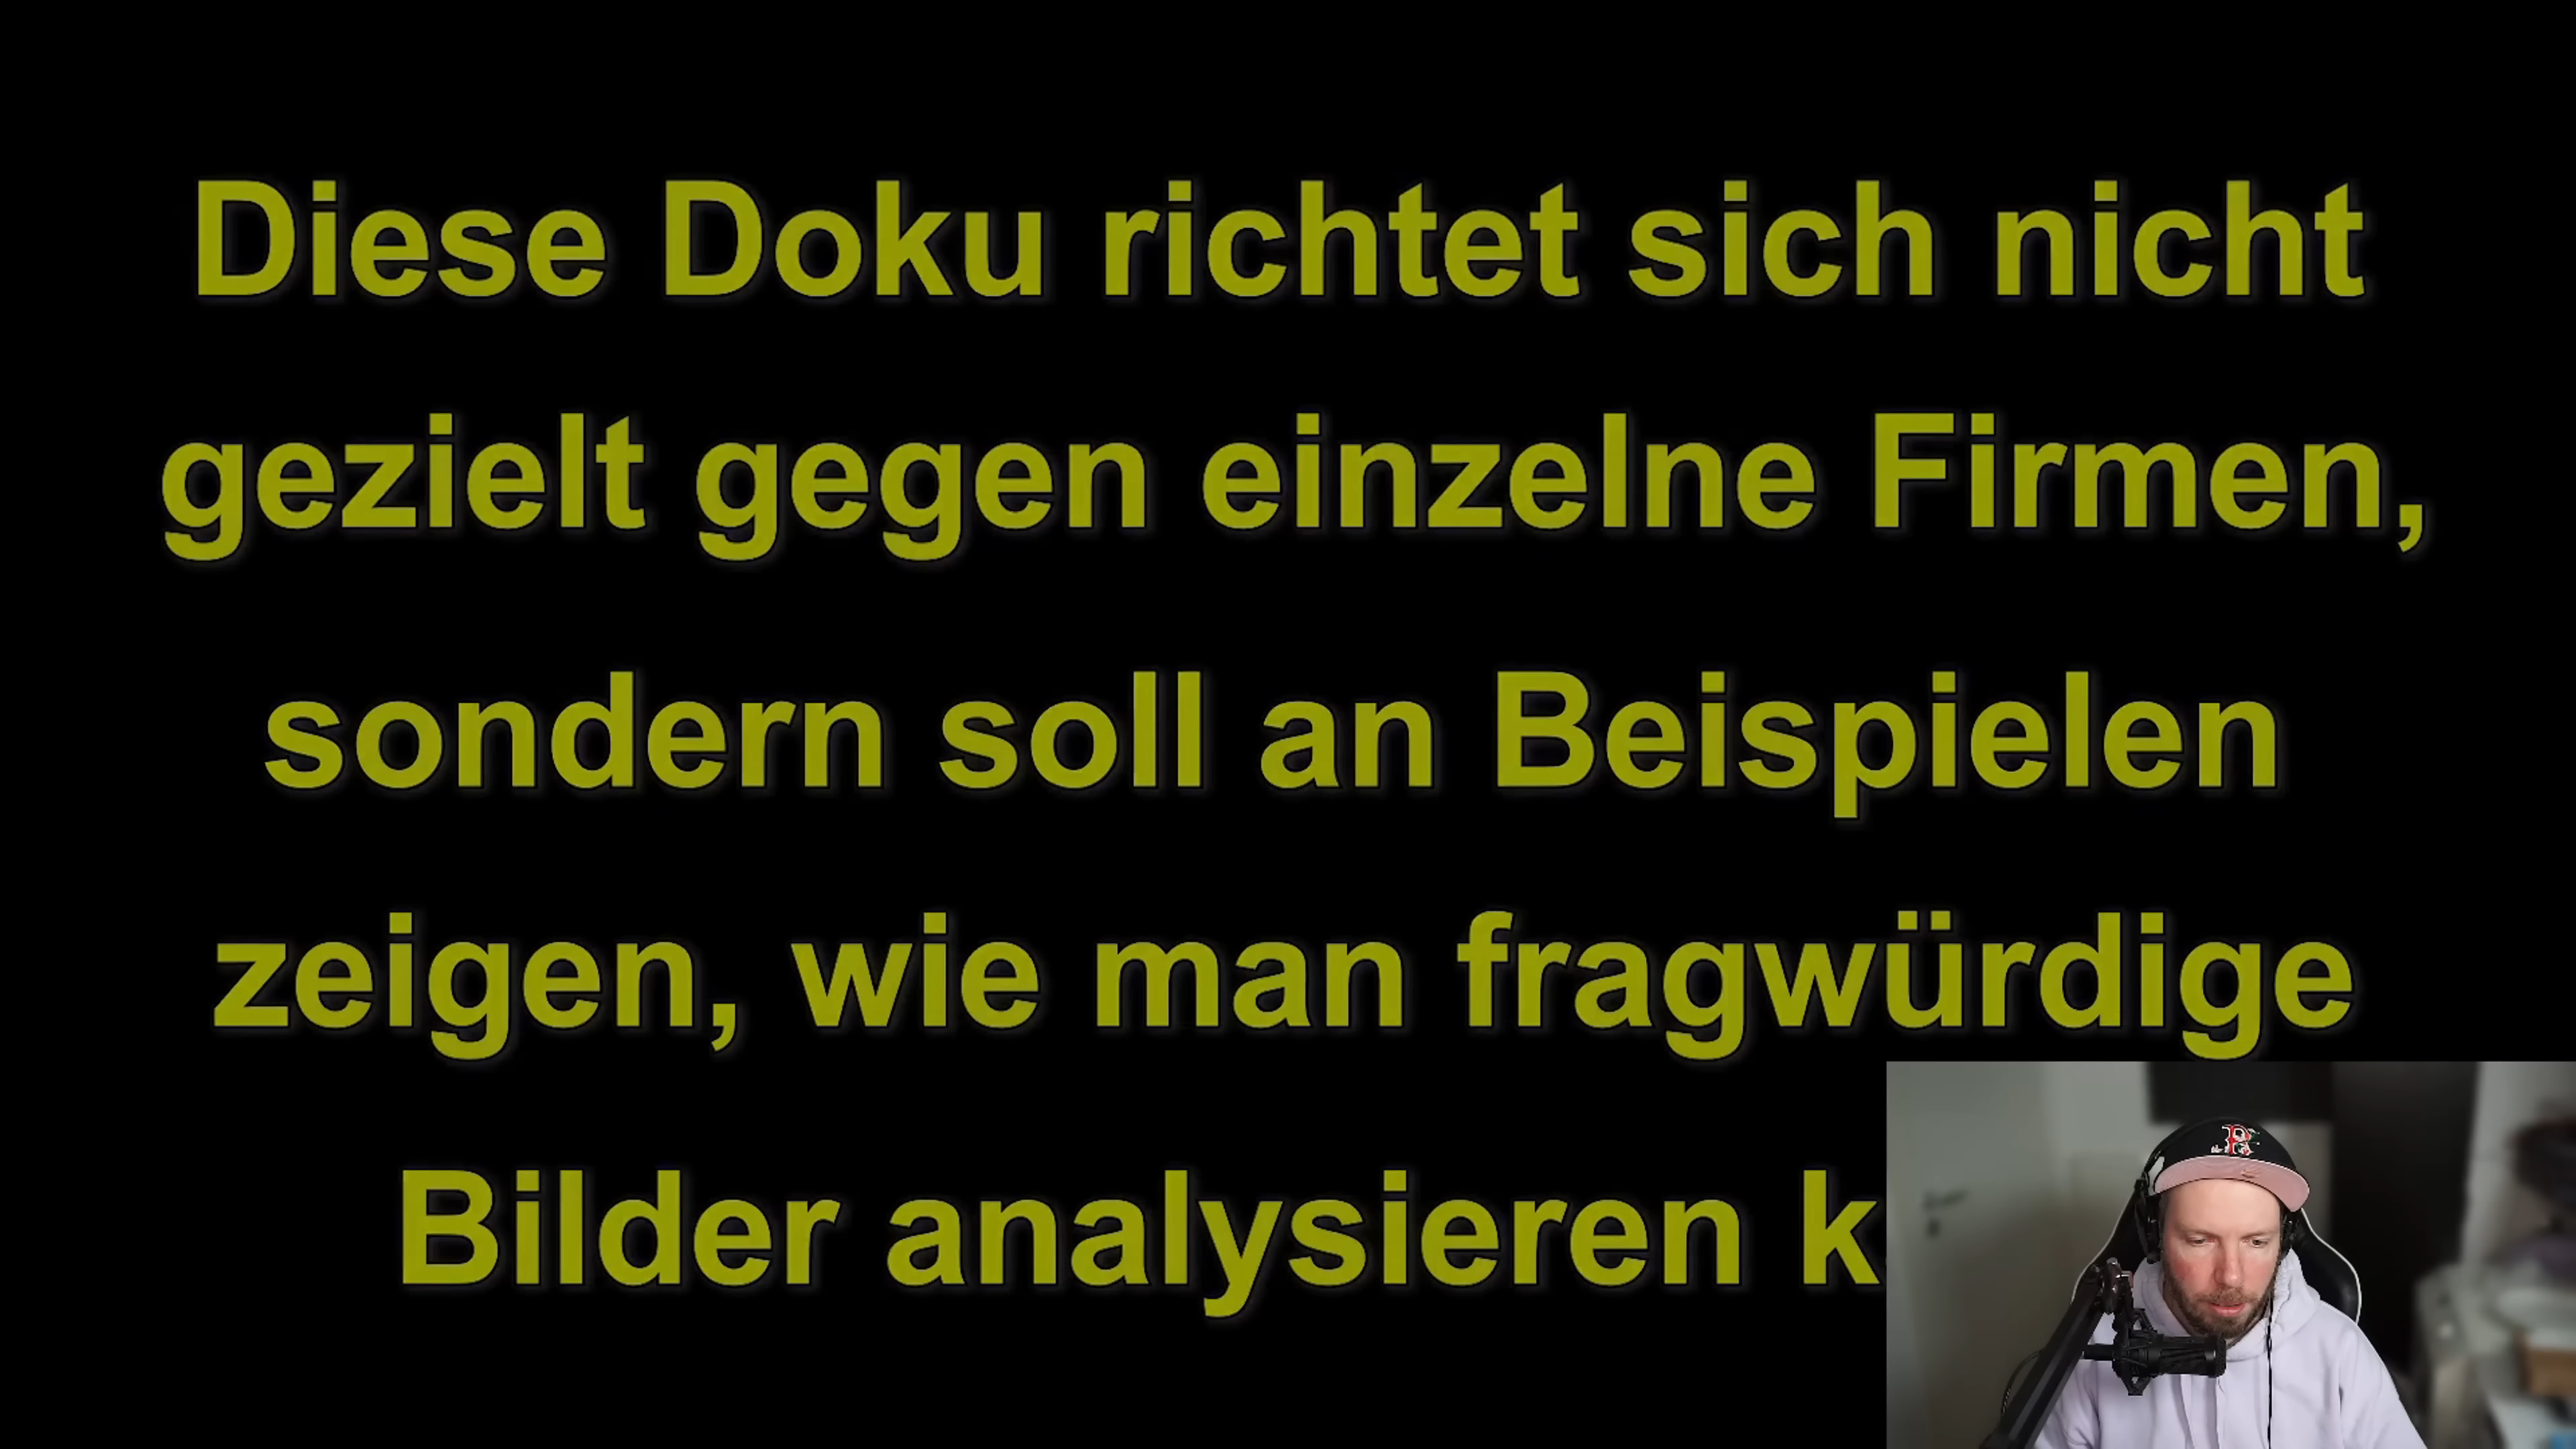 Diese Doku richtet sich nicht
gezielt gegen einzelne Firmen,
sondern soll an Beispielen
zeigen, wie man fragwürdige
Bilder analysieren